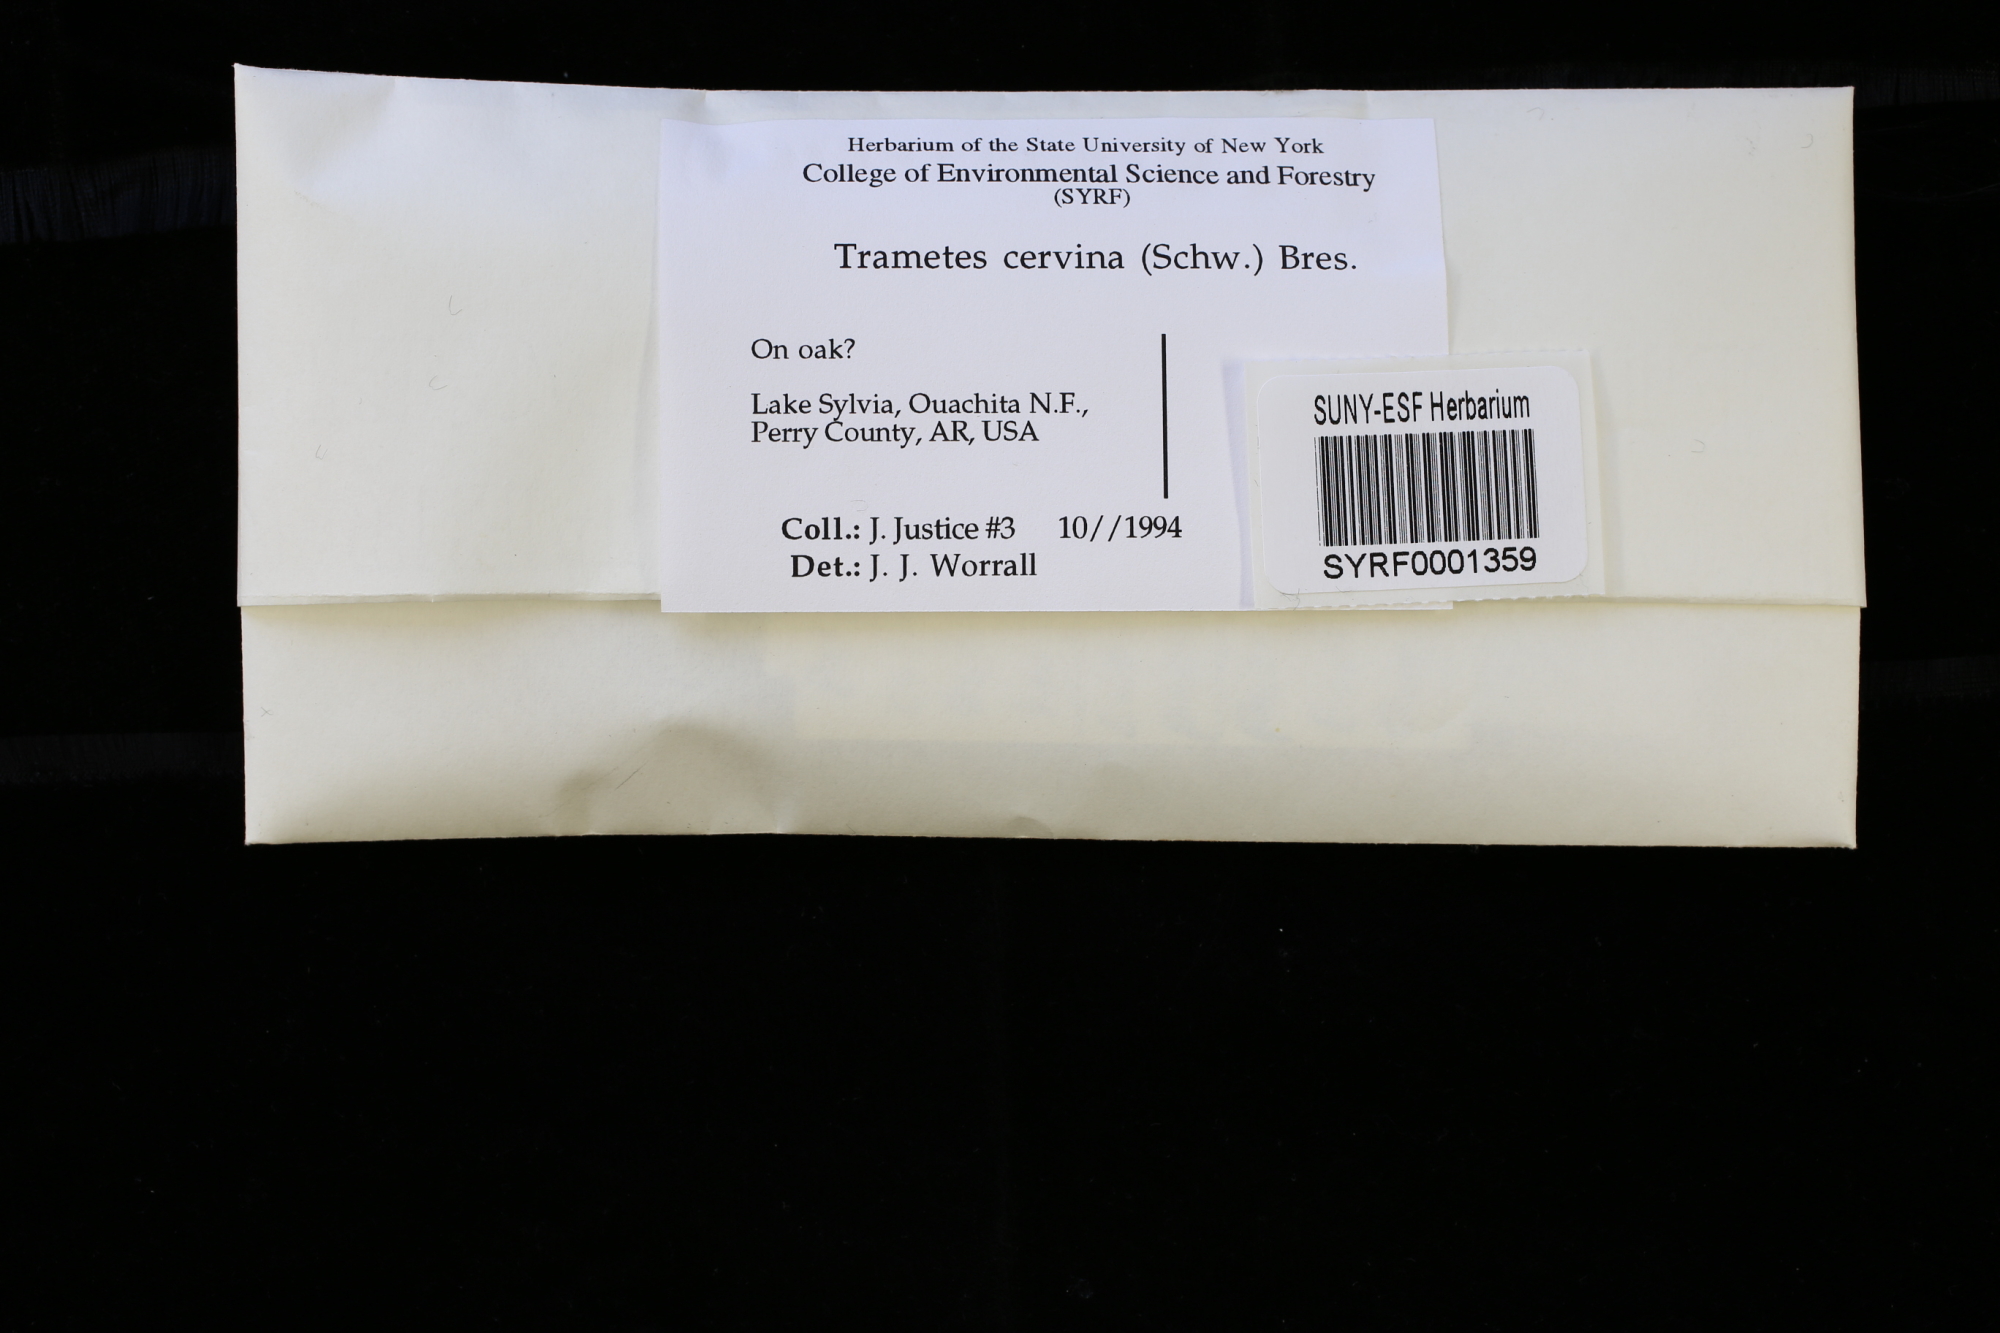 Herbarium of the State University of New York
College of Environmental Science and Forestry
(SYRF)
Trametes cervina (Schw.) Bres.
On oak?
Lake Sylvia, Ouachita N.F.,
Perry County, AR, USA
Coll.: J. Justice #3 10//1994
Det.: J. J. Worrall
SUNY-ESF Herbarium
SYRF0001359